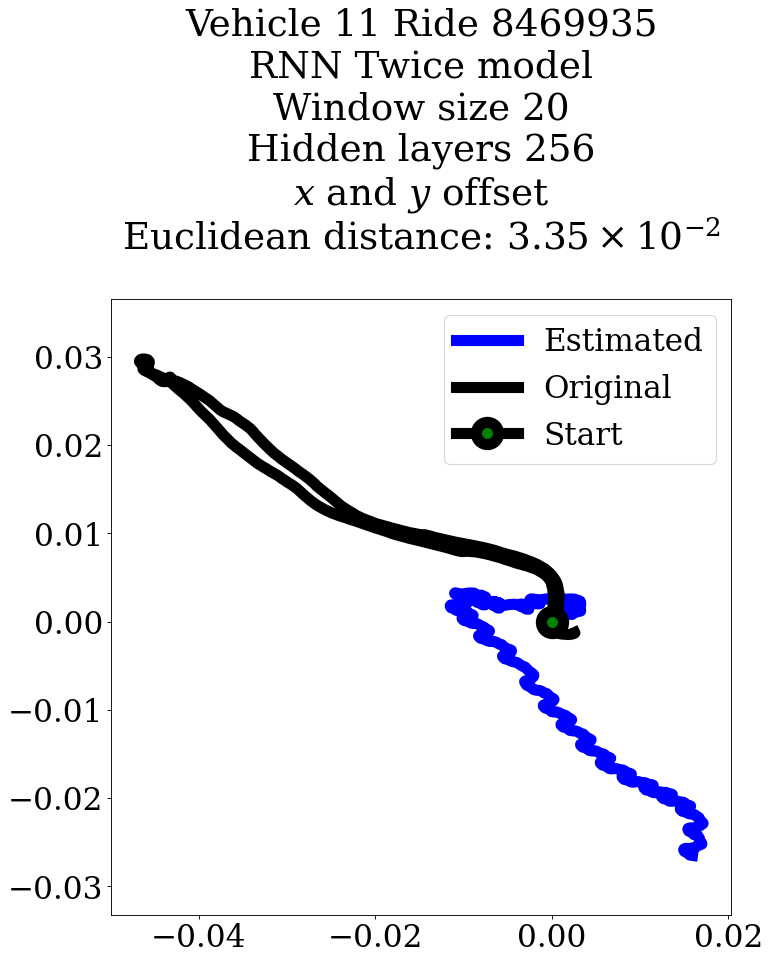 Vehicle 11 Ride 8469935
RNN Twice model
Window size 20
Hidden layers 256
x and y offset
Euclidean distance: 3.35 × 10⁻²
Estimated
Original
Start
0.03
0.02
0.01
0.00
−0.01
−0.02
−0.03
−0.04 −0.02 0.00 0.02